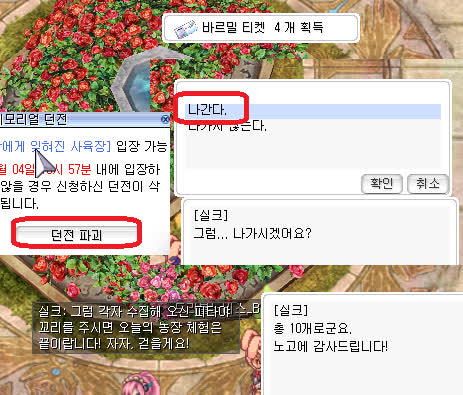 바르밀 티켓 4 개 획득
나간다.
나가지 않는다.
확인 취소
[실크]
그럼... 나가시겠어요?
모리얼 던전
에게 잊혀진 사육장] 입장 가능
월 04일 시 57분 내에 입장하
않을 경우 신청하신 던전이 삭
됩니다.
던전 파괴
실크: 그럼 각자 수집해 오신 피타야
꼬리를 주시면 오늘의 농장 체험은
끝이랍니다! 자자, 걷을게요!
[실크]
총 10개로군요.
노고에 감사드립니다!